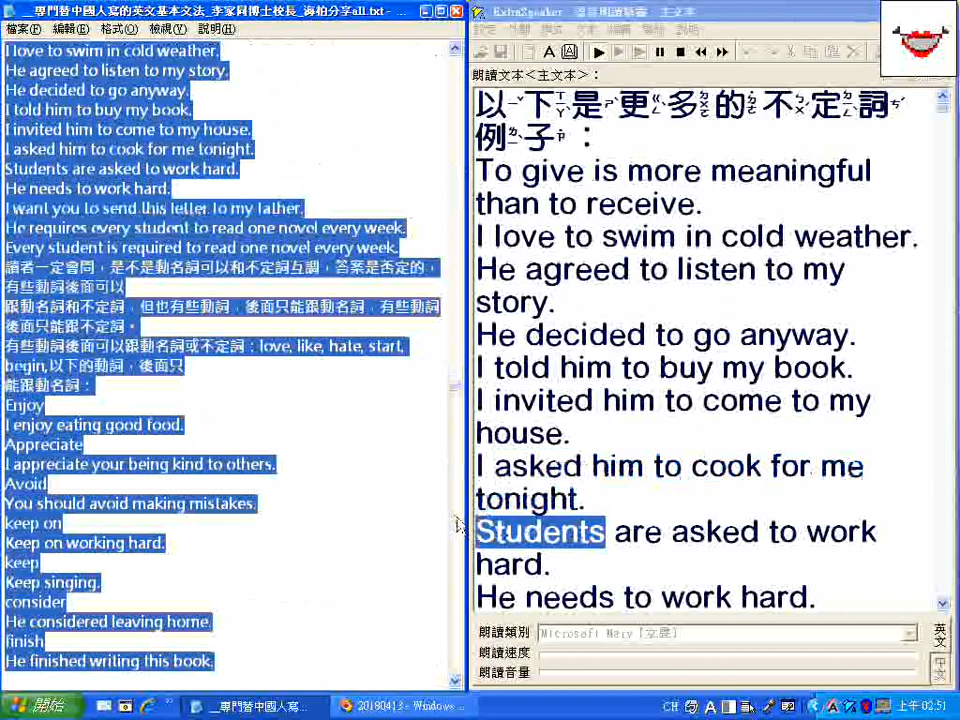 __專門替中國人寫的英文基本文法_李家同博士校長_海柏分享all.txt - ...
檔案(F) 編輯(E) 格式(O) 檢視(V) 說明(H)
I love to swim in cold weather.
He agreed to listen to my story.
He decided to go anyway.
I told him to buy my book.
I invited him to come to my house.
I asked him to cook for me tonight.
Students are asked to work hard.
He needs to work hard.
I want you to send this letter to my father.
He requires every student to read one novel every week.
Every student is required to read one novel every week.
讀者一定會問，是不是動名詞可以和不定詞互調，答案是否定的，
有些動詞後面可以
跟動名詞和不定詞，但也有些動詞，後面只能跟動名詞，有些動詞
後面只能跟不定詞。
有些動詞後面可以跟動名詞或不定詞：love, like, hate, start,
begin,以下的動詞，後面只
能跟動名詞：
Enjoy
I enjoy eating good food.
Appreciate
I appreciate your being kind to others.
Avoid
You should avoid making mistakes.
keep on
Keep on working hard.
keep
Keep singing.
consider
He considered leaving home.
finish
He finished writing this book.
ExtraSpeaker
朗讀文本<主文本>：
以下是更多的不定詞
例子：
To give is more meaningful
than to receive.
I love to swim in cold weather.
He agreed to listen to my
story.
He decided to go anyway.
I told him to buy my book.
I invited him to come to my
house.
I asked him to cook for me
tonight.
Students are asked to work
hard.
He needs to work hard.
朗讀類別 Microsoft Mary
朗讀速度
朗讀音量
英文
中文
開始
__專門替中國人寫...
20180413 - Windows ...
CH
上午 02:51